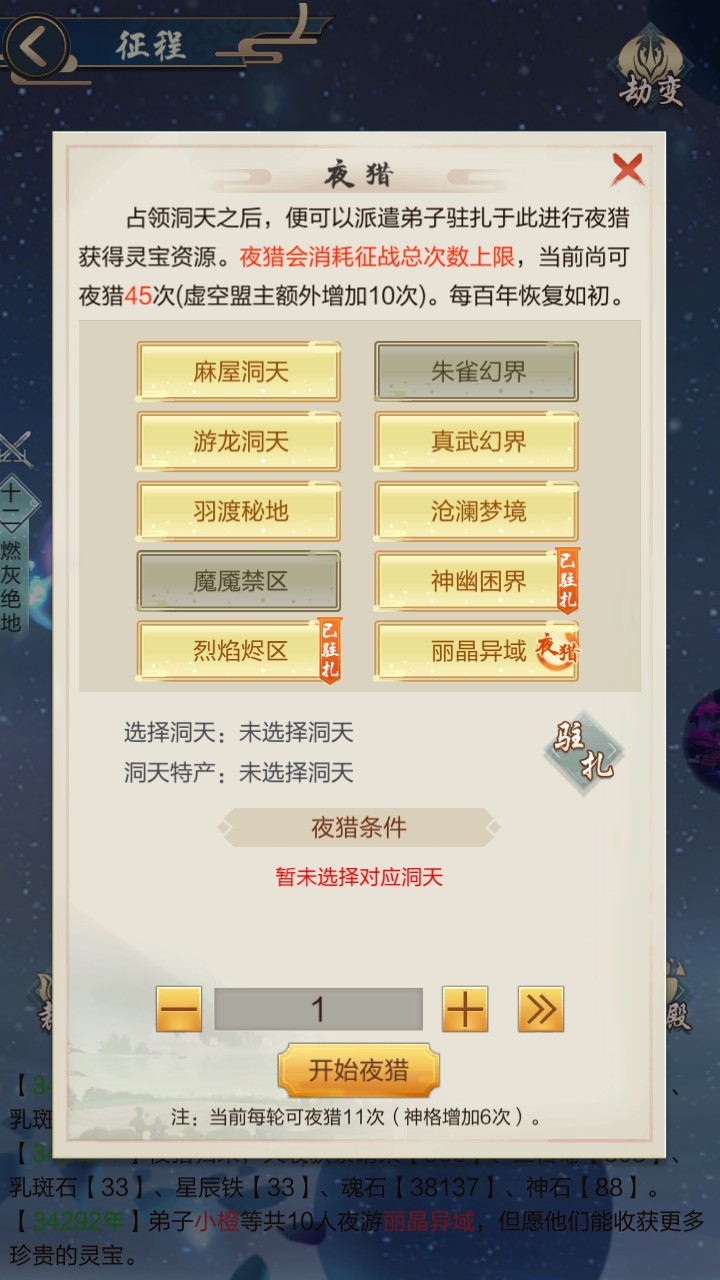 征程
劫变
夜猎
占领洞天之后，便可以派遣弟子驻扎于此进行夜猎
获得灵宝资源。夜猎会消耗征战总次数上限，当前尚可
夜猎45次(虚空盟主额外增加10次)。每百年恢复如初。
麻屋洞天 朱雀幻界
游龙洞天 真武幻界
羽渡秘地 沧澜梦境
魔魇禁区 神幽困界 已驻扎
烈焰烬区 已驻扎 丽晶异域 夜猎
十二 燃灰绝地
选择洞天：未选择洞天
洞天特产：未选择洞天
驻扎
夜猎条件
暂未选择对应洞天
1
开始夜猎
注：当前每轮可夜猎11次（神格增加6次）。
殿
【34
乳斑
乳斑石【33】、星辰铁【33】、魂石【38137】、神石【88】。
【34292年】弟子小橙等共10人夜游丽晶异域，但愿他们能收获更多
珍贵的灵宝。